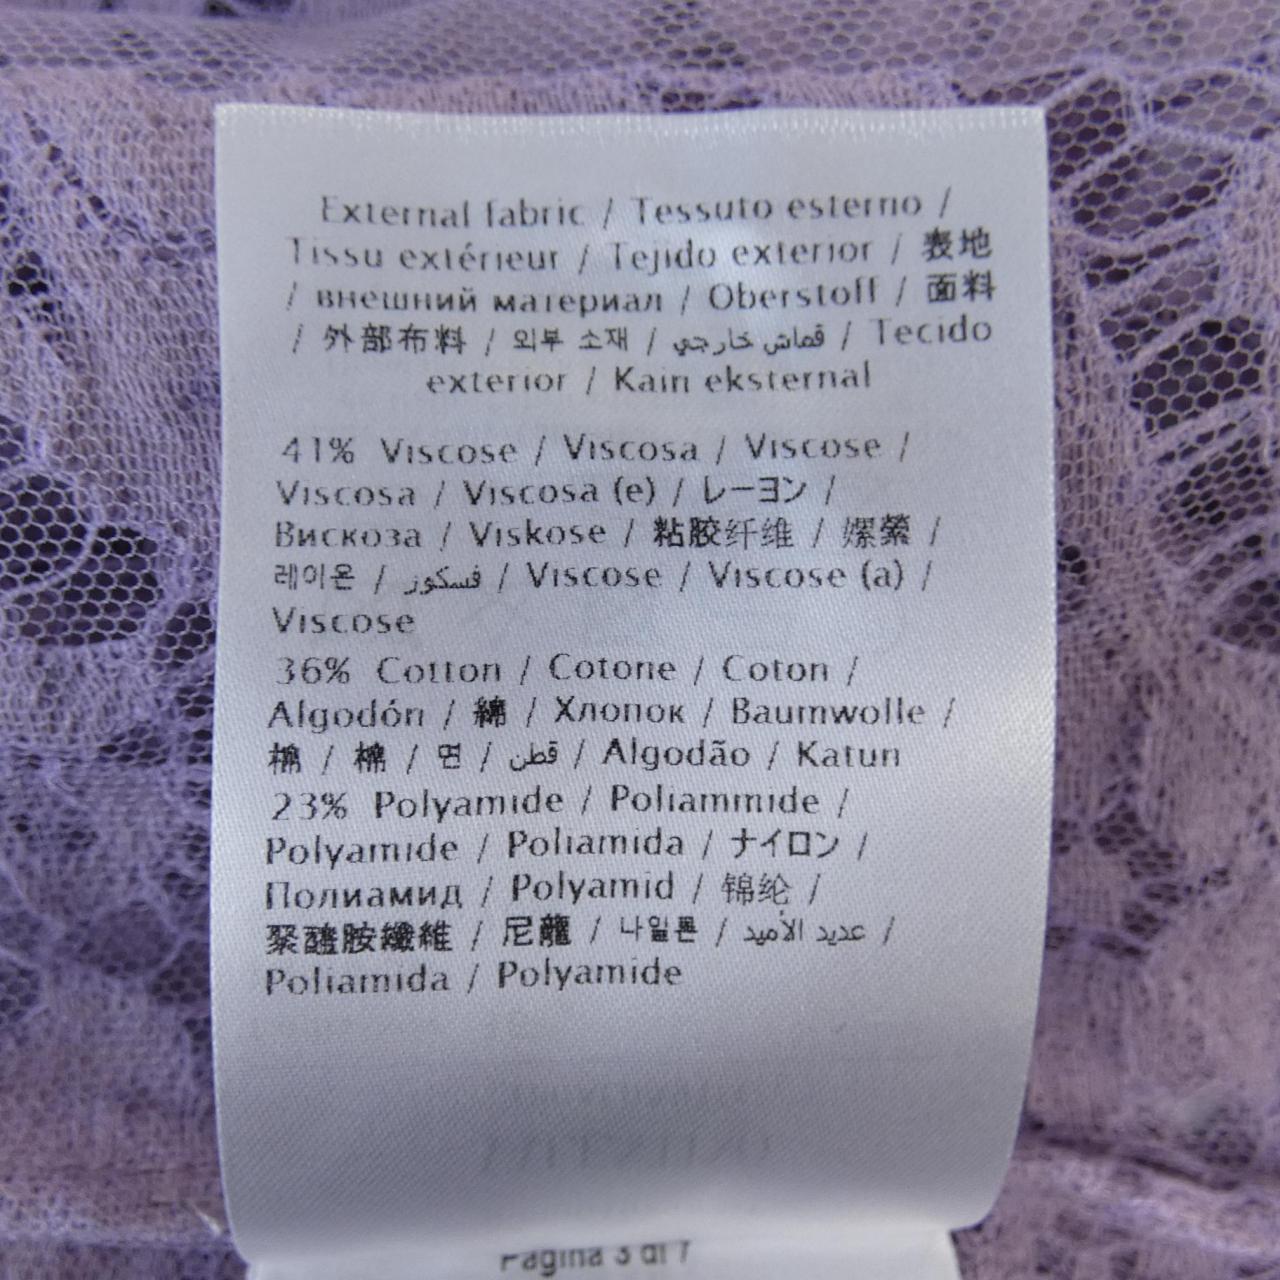 External fabric / Tessuto esterno /
Tissu extérieur / Tejido exterior / 表地
/ внешний материал / Oberstoff / 面料
/ 外部布料 / 외부 소재 / قماش خارجي / Tecido
exterior / Kain eksternal
41% Viscose / Viscosa / Viscose /
Viscosa / Viscosa (e) / レーヨン /
Вискоза / Viskose / 粘胶纤维 / 嫘縈 /
레이온 / فسكوز / Viscose / Viscose (a) /
Viscose
36% Cotton / Cotone / Coton /
Algodón / 綿 / Хлопок / Baumwolle /
棉 / 棉 / 면 / قطن / Algodão / Katun
23% Polyamide / Poliammide /
Polyamide / Poliamida / ナイロン /
Полиамид / Polyamid / 锦纶 /
聚醯胺纖維 / 尼龍 / 나일론 / عديد الأميد /
Poliamida / Polyamide
Pagina 3 di 7